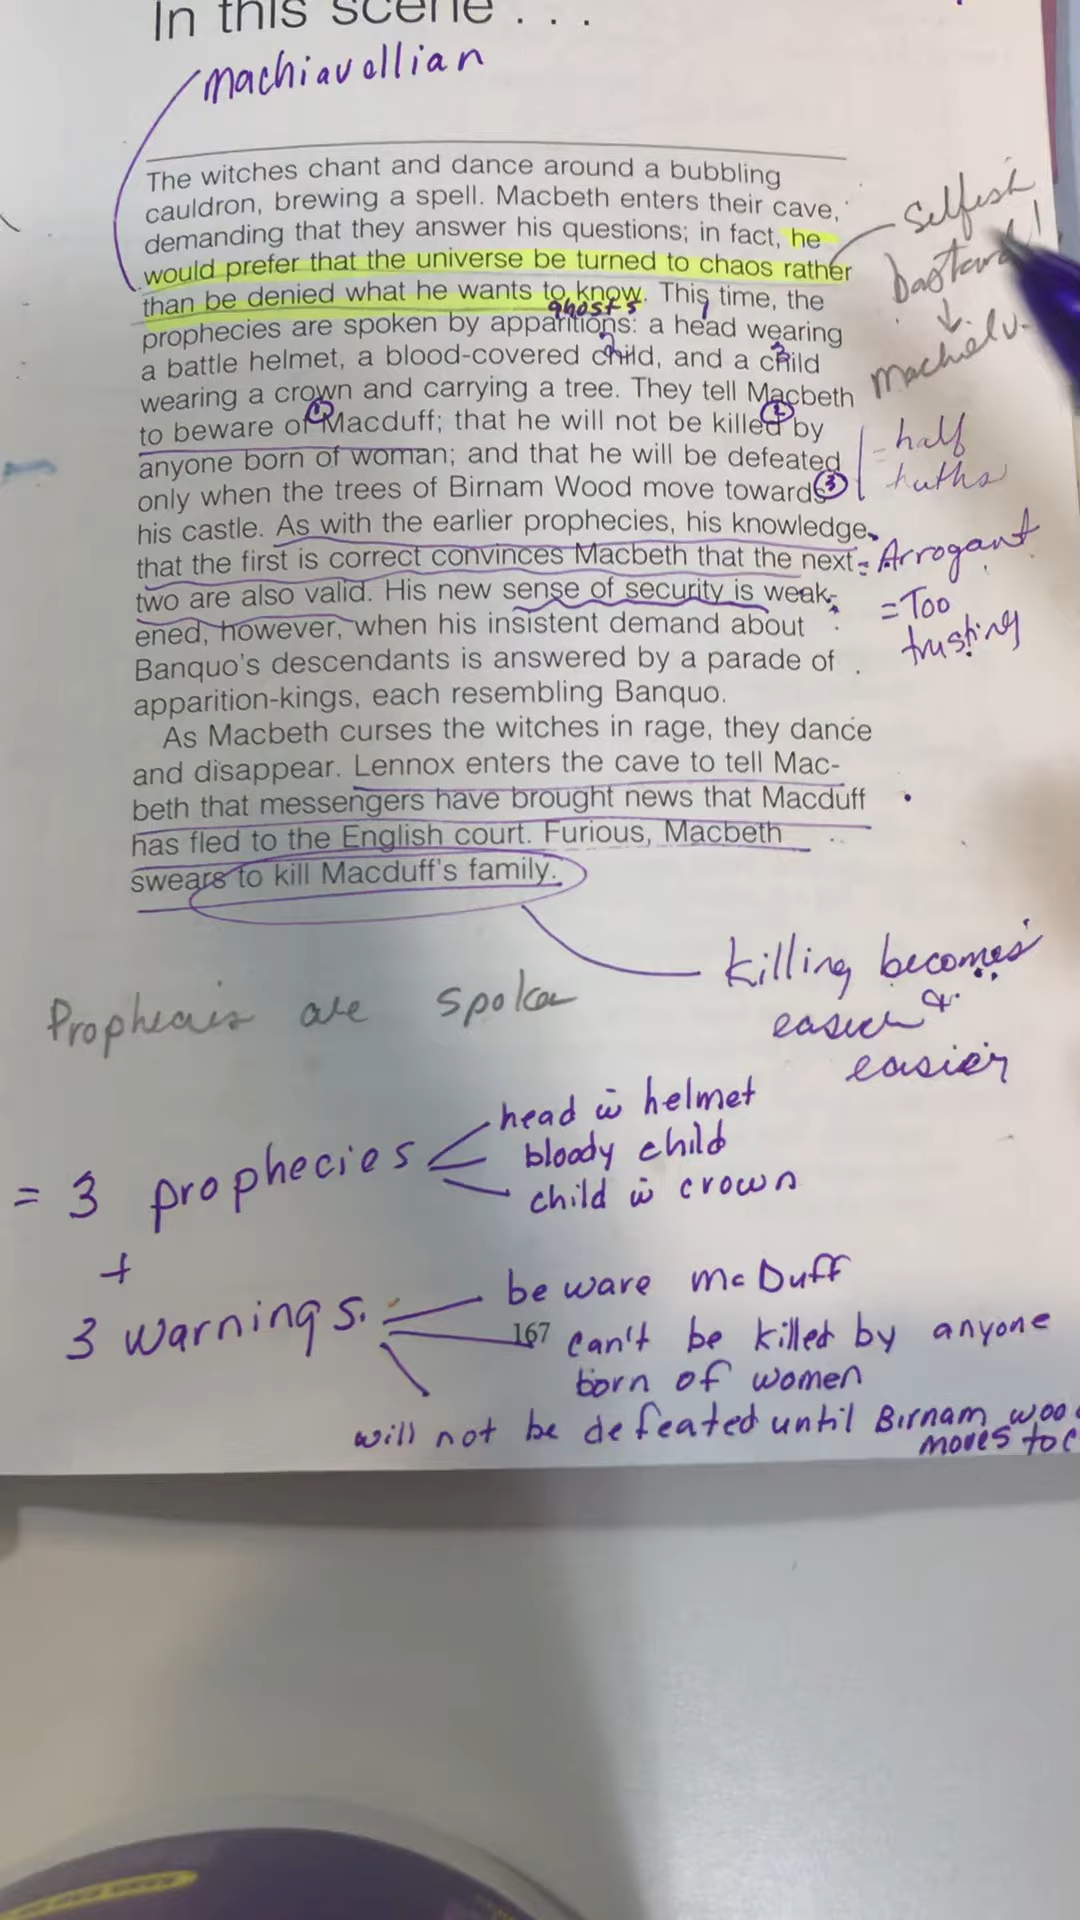 In this scene . . .
machiavellian
The witches chant and dance around a bubbling
cauldron, brewing a spell. Macbeth enters their cave,
demanding that they answer his questions; in fact, he
would prefer that the universe be turned to chaos rather
than be denied what he wants to know. This time, the
ghosts 1
prophecies are spoken by apparitions: a head wearing
2 3
a battle helmet, a blood-covered child, and a child
wearing a crown and carrying a tree. They tell Macbeth
1 2
to beware of Macduff; that he will not be killed by
anyone born of woman; and that he will be defeated
only when the trees of Birnam Wood move towards 3
his castle. As with the earlier prophecies, his knowledge
that the first is correct convinces Macbeth that the next
two are also valid. His new sense of security is weak-
ened, however, when his insistent demand about
Banquo's descendants is answered by a parade of
apparition-kings, each resembling Banquo.
As Macbeth curses the witches in rage, they dance
and disappear. Lennox enters the cave to tell Mac-
beth that messengers have brought news that Macduff
has fled to the English court. Furious, Macbeth
swears to kill Macduff's family.
Selfish
↓
= half
truths
= Arrogant
= Too
trusting
killing becomes
easier &
easier
Prophecies are spoken
= 3 prophecies
head w helmet
bloody child
child w crown
+
3 warnings.
beware mcDuff
167
can't be killed by anyone
born of women
will not be defeated until Birnam woo
moves to c